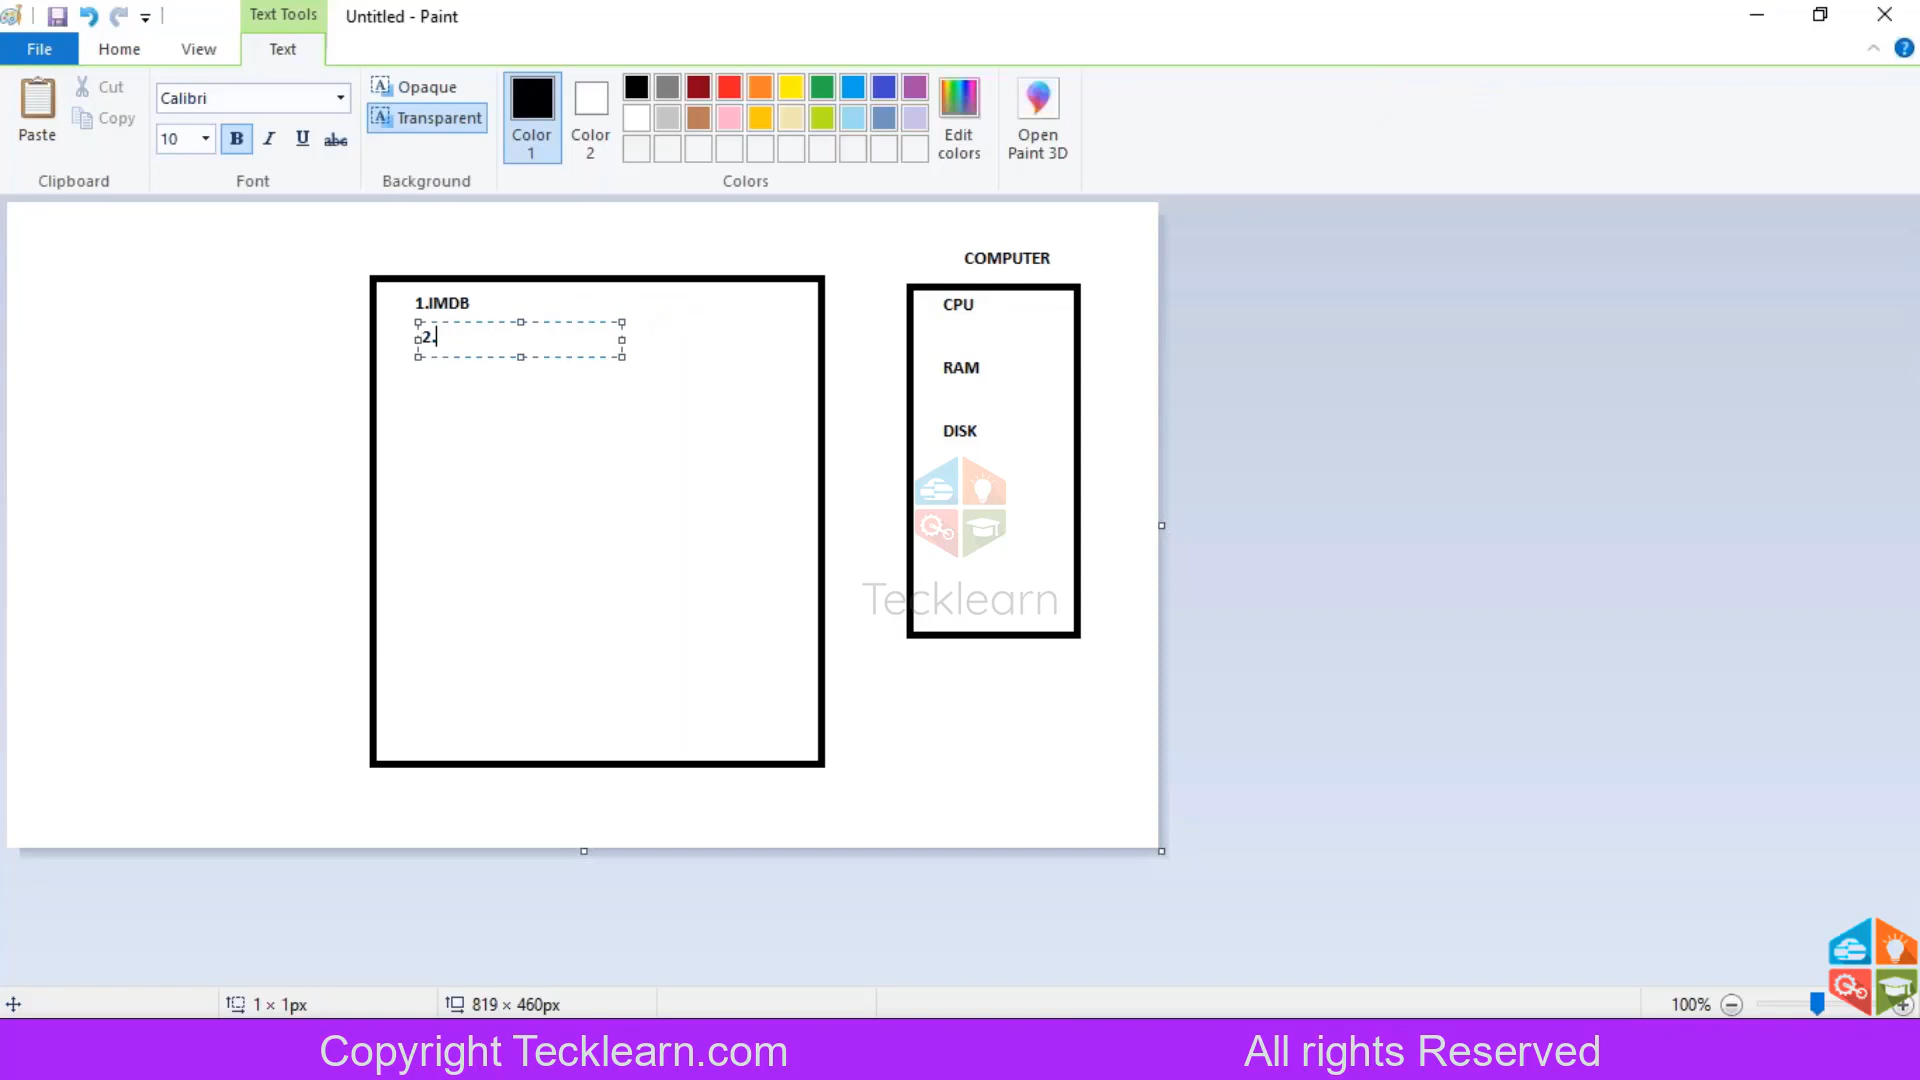 Text Tools
Untitled - Paint
File
Home
View
Text
Paste
Cut
Copy
Clipboard
Calibri
10
B
I
U
abc
Font
Opaque
Transparent
Background
Color
1
Color
2
Edit
colors
Colors
Open
Paint 3D
COMPUTER
1.IMDB
2.
CPU
RAM
DISK
Tecklearn
1 × 1px
819 × 460px
100%
Copyright Tecklearn.com
All rights Reserved